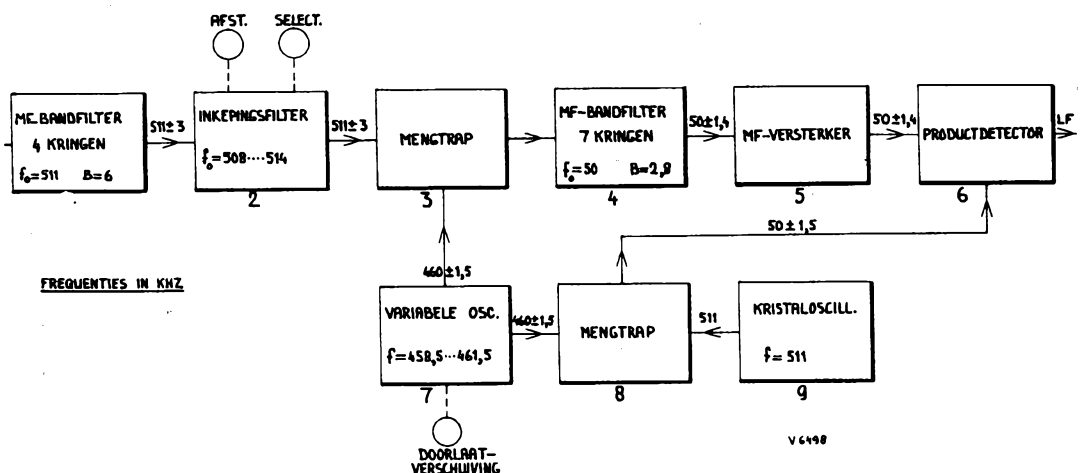 AFST. SELECT.
MF BANDFILTER
4 KRINGEN
f₀=511 B=6
511±3
INKEPINGSFILTER
f₀=508····514
2
511±3
MENGTRAP
3
MF-BANDFILTER
7 KRINGEN
f₀=50 B=2,8
4
50±1,4
MF-VERSTERKER
5
50±1,4
PRODUCTDETECTOR
6
LF
460±1,5
50±1,5
FREQUENTIES IN KHZ
VARIABELE OSC.
f=458,5···461,5
7
460±1,5
MENGTRAP
8
511
KRISTALOSCILL.
f=511
9
DOORLAAT-
VERSCHUIVING
V6498